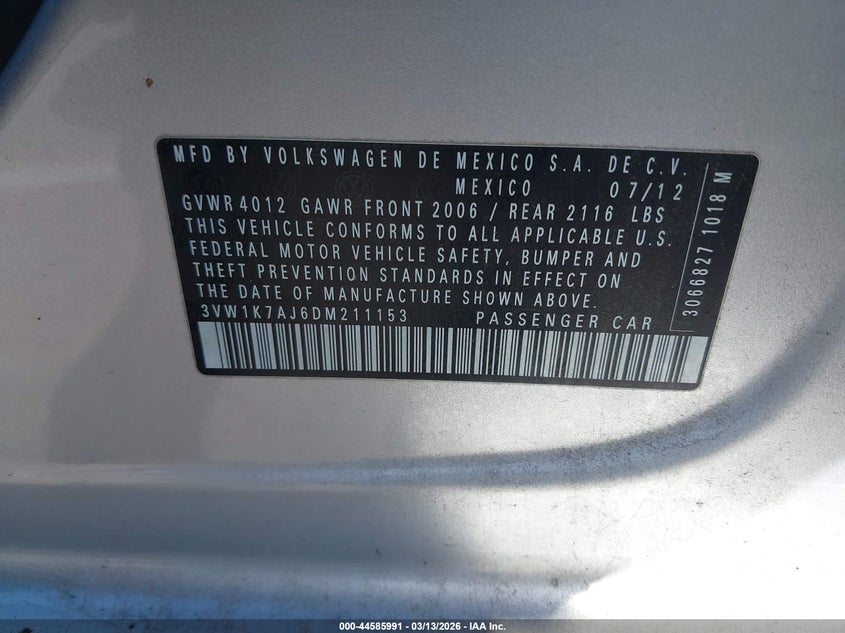 MFD BY VOLKSWAGEN DE MEXICO S.A. DE C.V.
MEXICO 07/12
GVWR 4012 GAWR FRONT 2006 / REAR 2116 LBS
THIS VEHICLE CONFORMS TO ALL APPLICABLE U.S.
FEDERAL MOTOR VEHICLE SAFETY, BUMPER AND
THEFT PREVENTION STANDARDS IN EFFECT ON
THE DATE OF MANUFACTURE SHOWN ABOVE.
3VW1K7AJ6DM211153 PASSENGER CAR
3066827 1018 M
000-44585991 - 03/13/2026 - IAA Inc.